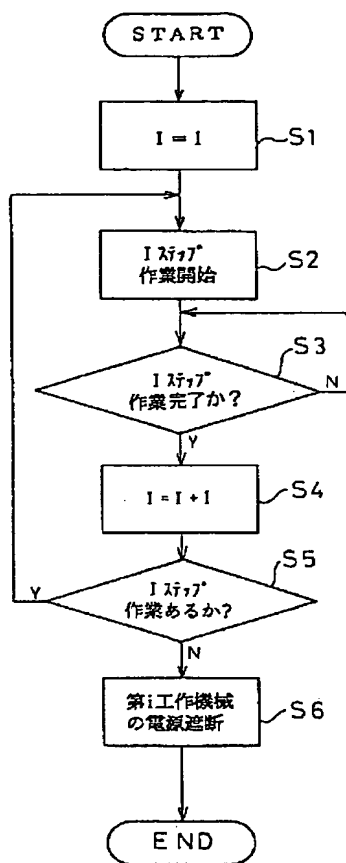 START
I = 1
S1
I ｽﾃｯﾌﾟ
作業開始
S2
I ｽﾃｯﾌﾟ
作業完了か?
S3
N
Y
I = I + 1
S4
I ｽﾃｯﾌﾟ
作業あるか?
S5
Y
N
第i工作機械
の電源遮断
S6
END